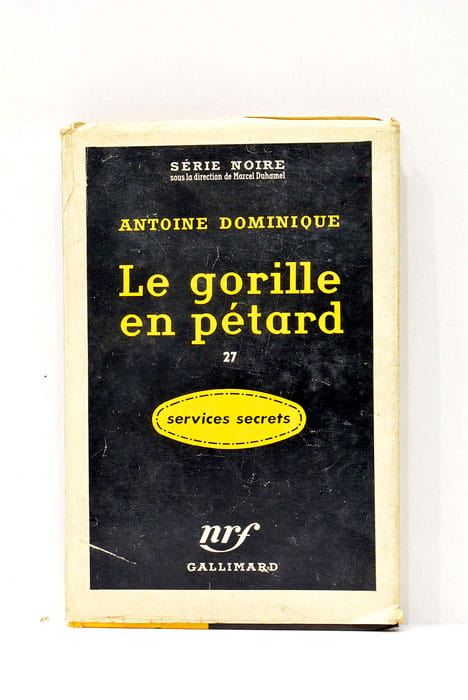 SÉRIE NOIRE
sous la direction de Marcel Duhamel
ANTOINE DOMINIQUE
Le gorille
en pétard
27
services secrets
nrf
GALLIMARD